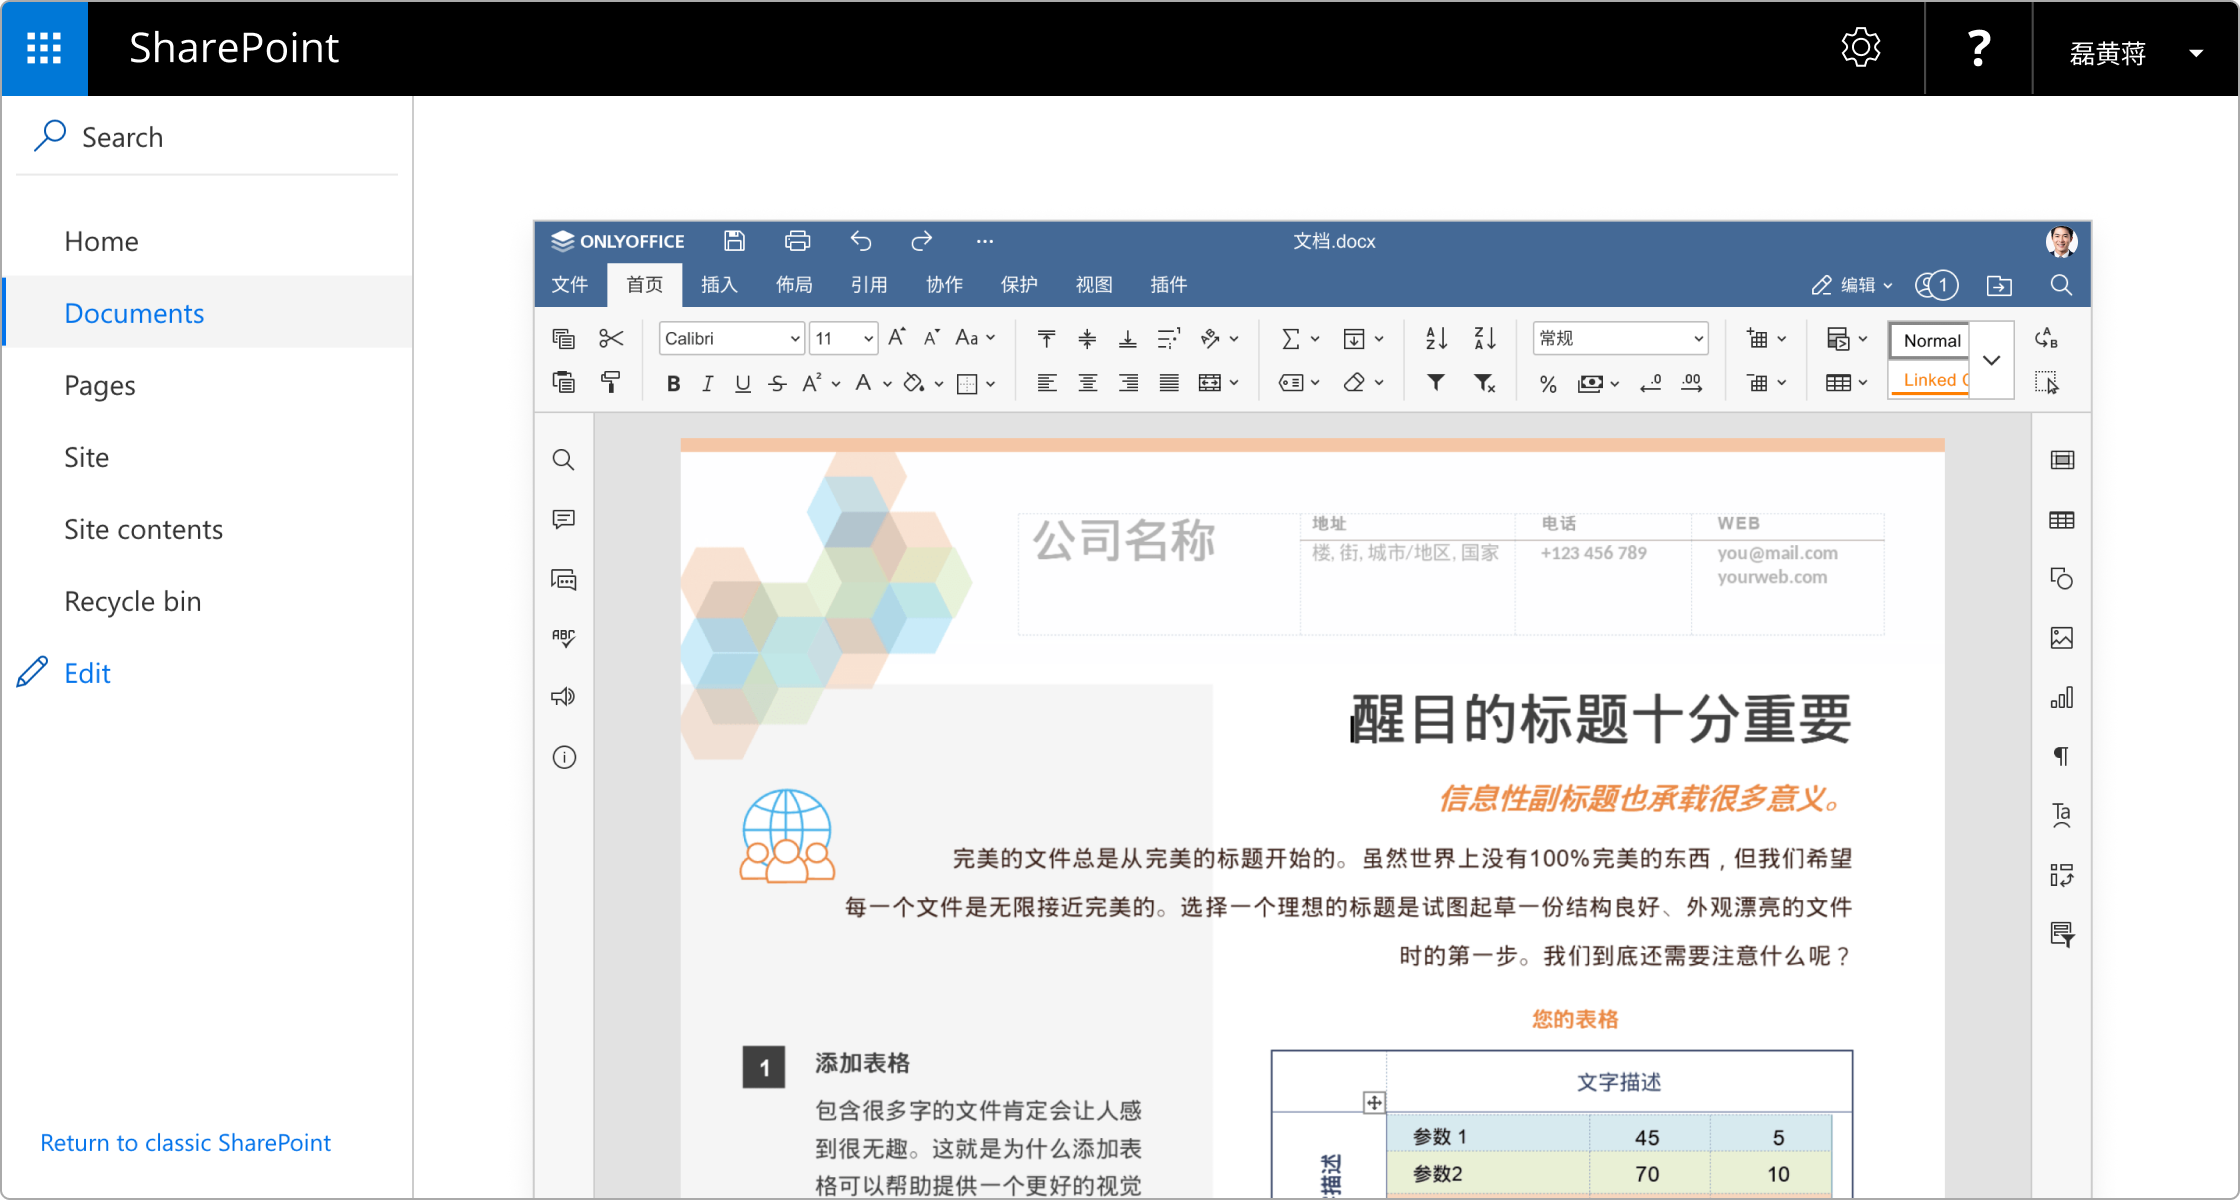 SharePoint
?
磊黄蒋
Search
Home
Documents
Pages
Site
Site contents
Recycle bin
Edit
Return to classic SharePoint
ONLYOFFICE
文档.docx
文件 首页 插入 佈局 引用 协作 保护 视图 插件
编辑
1
Calibri
11
常规
Normal
Linked
公司名称
地址
楼, 街, 城市/地区, 国家
电话
+123 456 789
WEB
you@mail.com
yourweb.com
醒目的标题十分重要
信息性副标题也承载很多意义。
完美的文件总是从完美的标题开始的。虽然世界上没有100%完美的东西，但我们希望
每一个文件是无限接近完美的。选择一个理想的标题是试图起草一份结构良好、外观漂亮的文件
时的第一步。我们到底还需要注意什么呢？
1
添加表格
包含很多字的文件肯定会让人感
到很无趣。这就是为什么添加表
格可以帮助提供一个更好的视觉
您的表格
文字描述
描述
参数 1 45 5
参数2 70 10